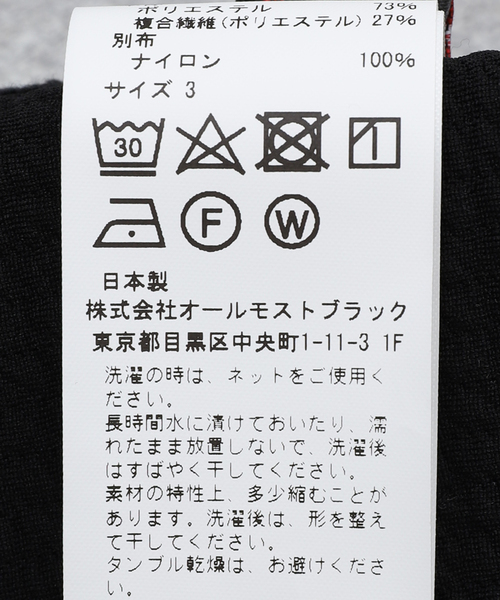 ポリエステル 73%
複合繊維(ポリエステル) 27%
別布
ナイロン 100%
サイズ 3
30
F W
日本製
株式会社オールモストブラック
東京都目黒区中央町1-11-3 1F
洗濯の時は、ネットをご使用く
ださい。
長時間水に漬けておいたり、濡
れたまま放置しないで、洗濯後
はすばやく干してください。
素材の特性上、多少縮むことが
あります。洗濯後は、形を整え
て干してください。
タンブル乾燥は、お避けくださ
い。